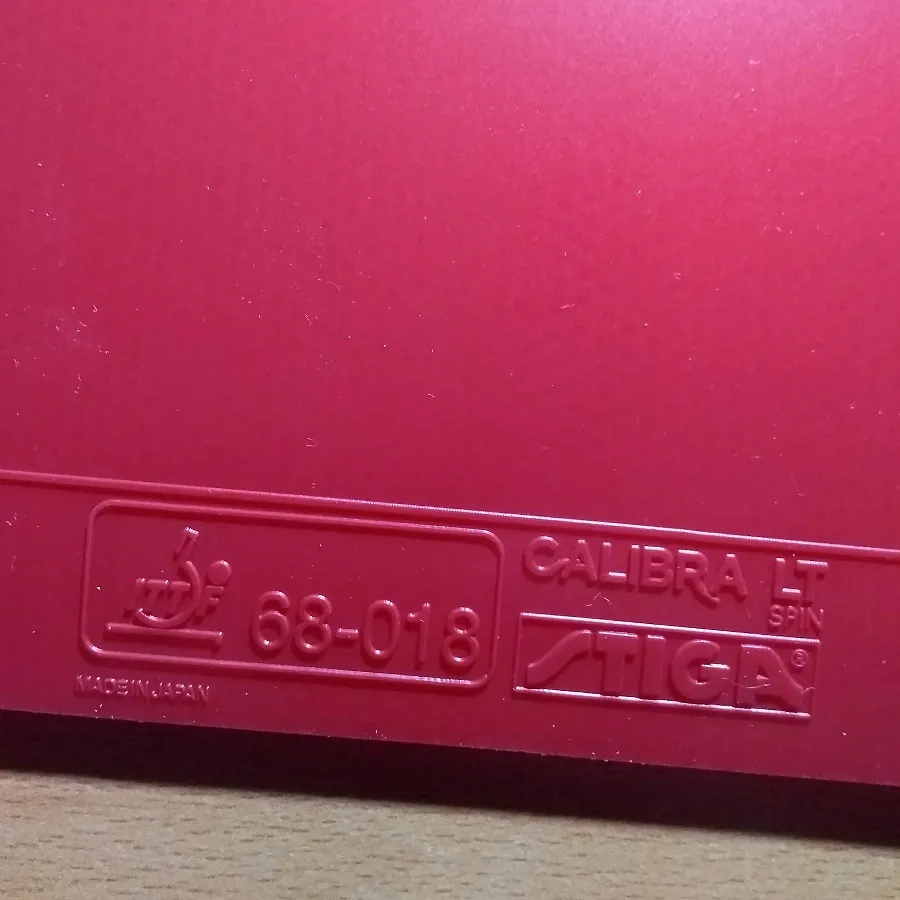 ITTF 68-018
MADE IN JAPAN
CALIBRA LT
SPIN
STIGA®